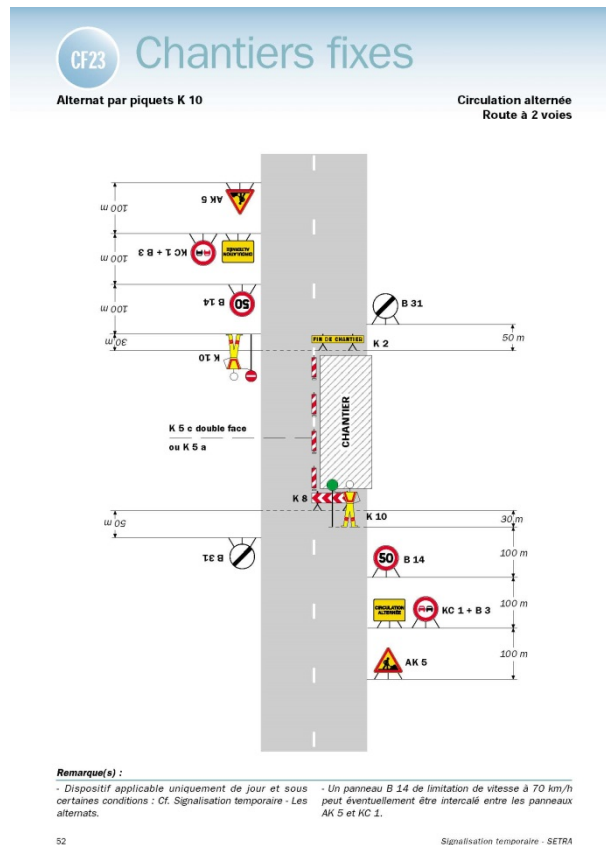 CF23
Chantiers fixes
Alternat par piquets K 10
Circulation alternée
Route à 2 voies
100 m
AK 5
100 m
KC 1 + B 3
CIRCULATION
ALTERNÉE
100 m
B 14
50
B 31
30 m
K 10
FIN DE CHANTIER
K 2
50 m
K 5 c double face
ou K 5 a
CHANTIER
K 8
K 10
50 m
30 m
B 31
50
B 14
100 m
CIRCULATION
ALTERNÉE
KC 1 + B 3
100 m
AK 5
100 m
Remarque(s) :
- Dispositif applicable uniquement de jour et sous
certaines conditions : Cf. Signalisation temporaire - Les
alternats.
- Un panneau B 14 de limitation de vitesse à 70 km/h
peut éventuellement être intercalé entre les panneaux
AK 5 et KC 1.
52
Signalisation temporaire - SETRA